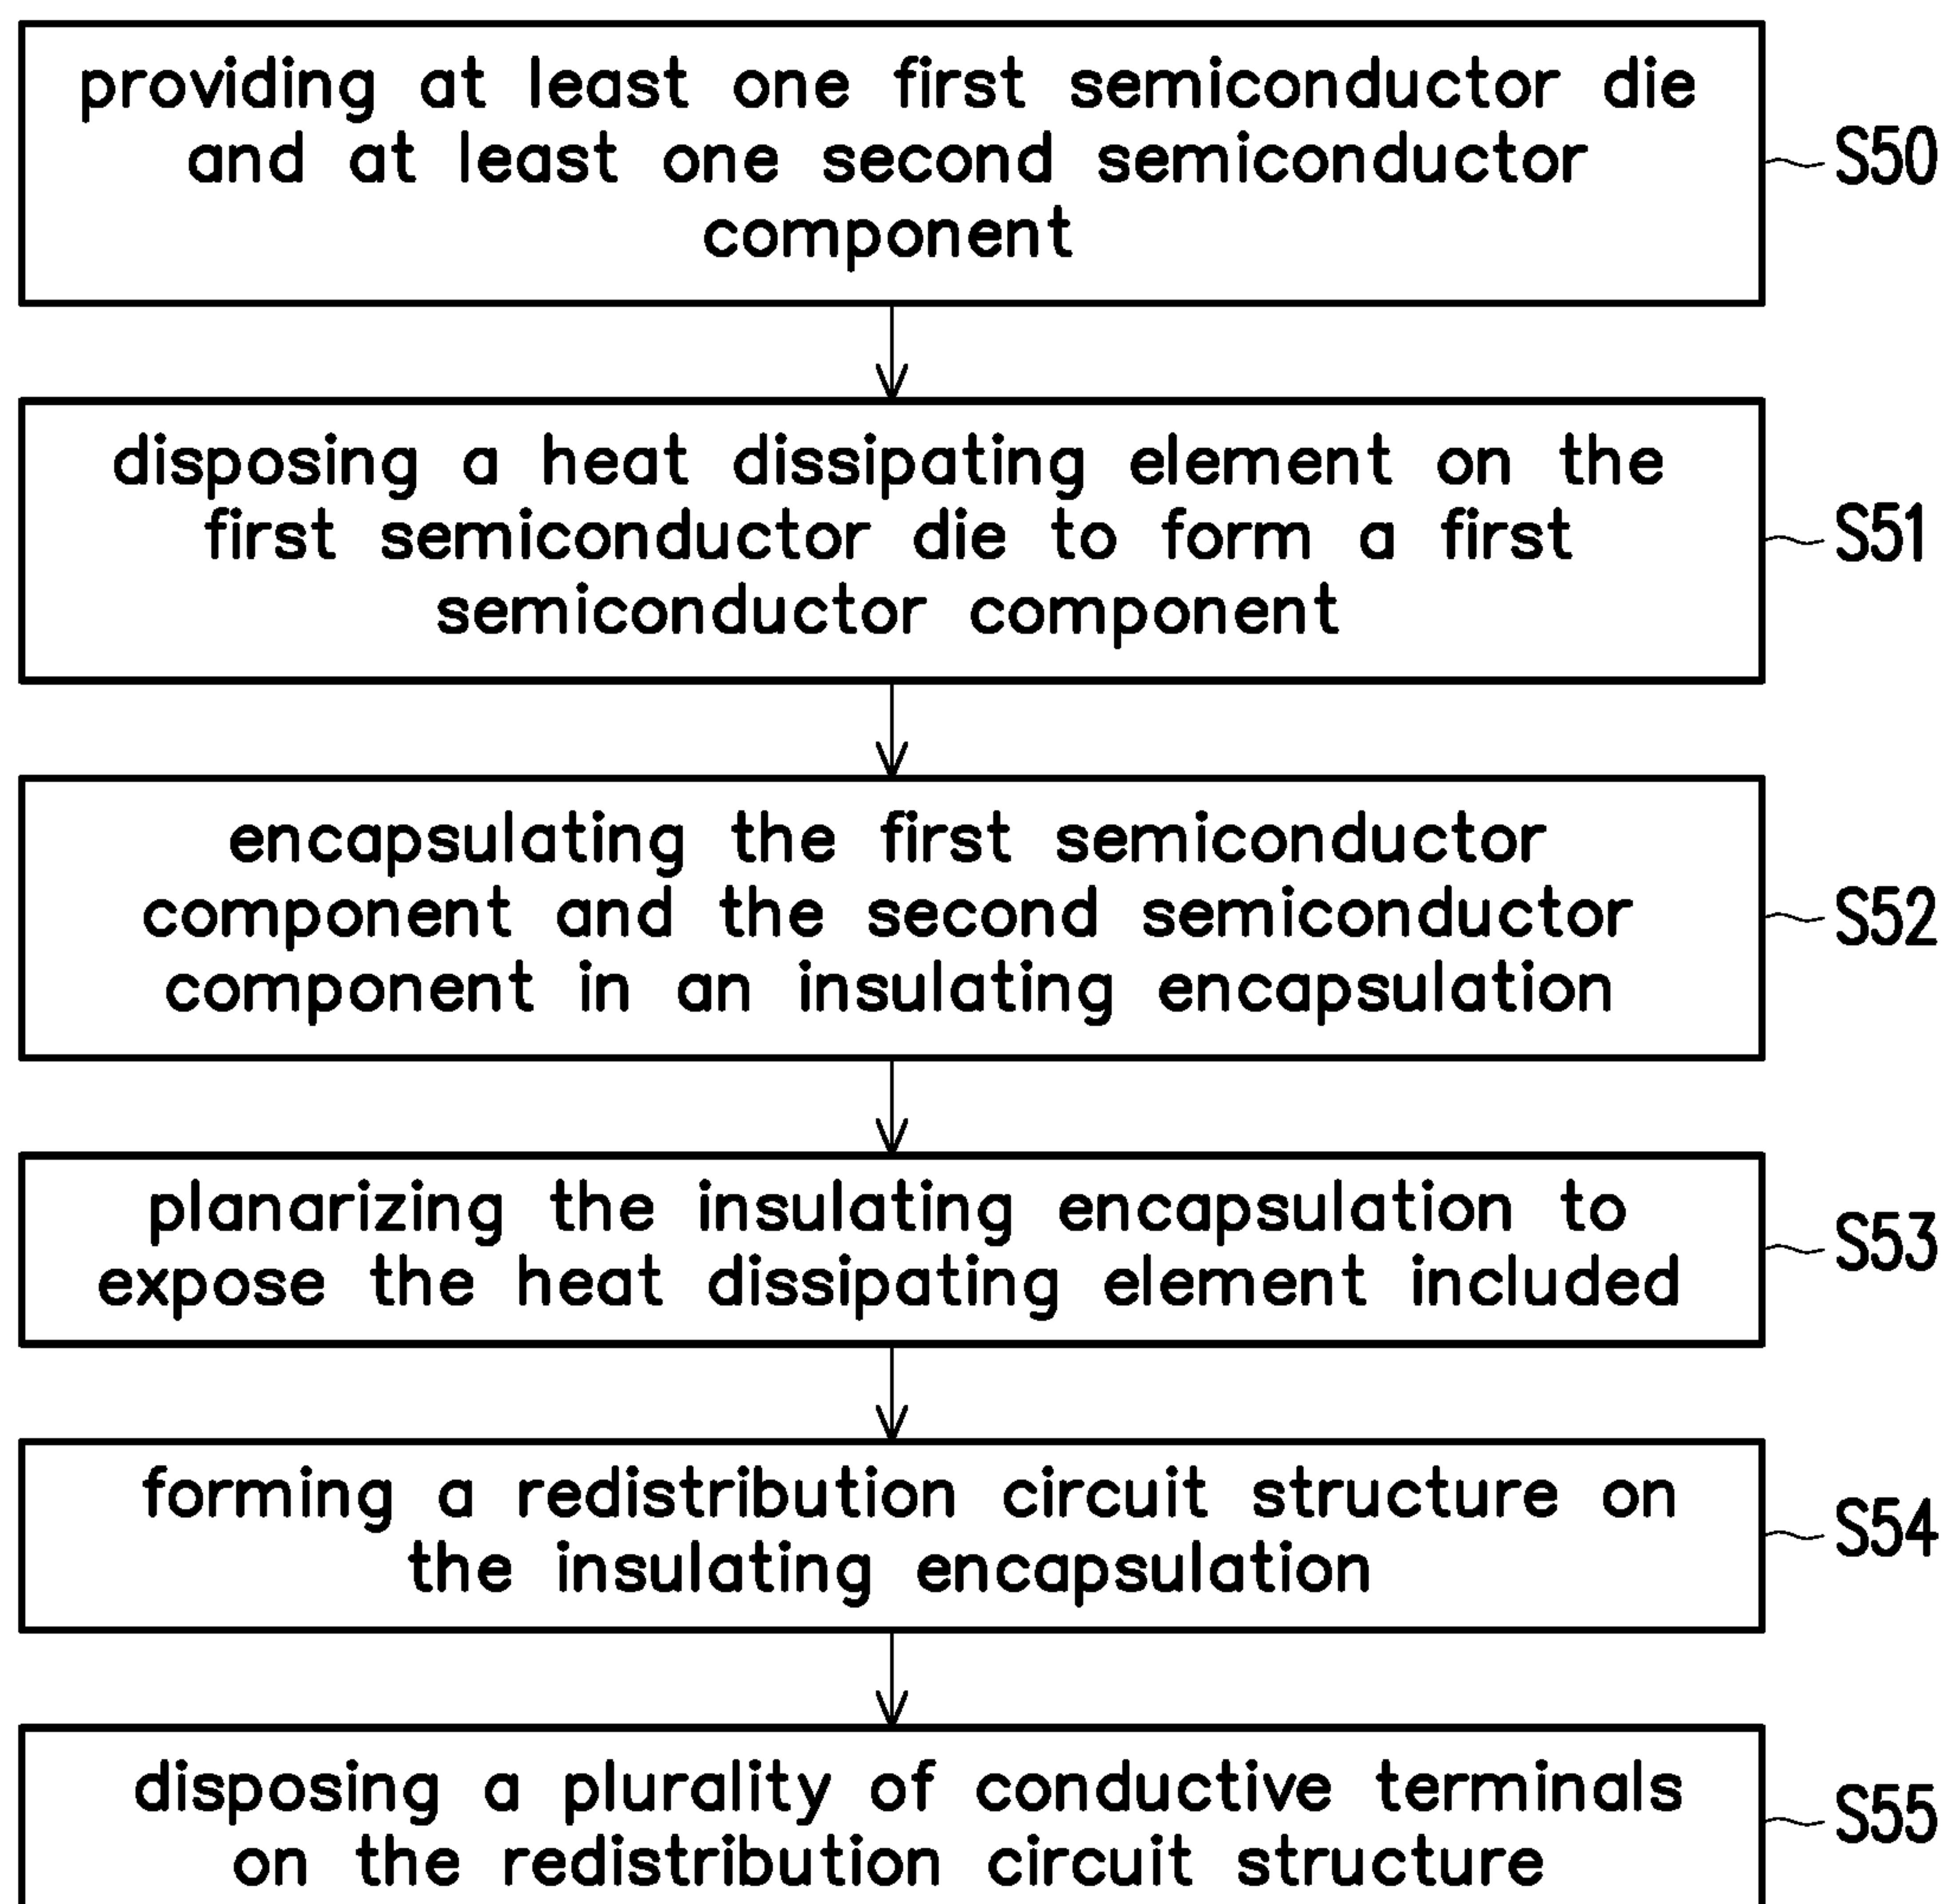 providing at least one first semiconductor die
and at least one second semiconductor
component
S50
disposing a heat dissipating element on the
first semiconductor die to form a first
semiconductor component
S51
encapsulating the first semiconductor
component and the second semiconductor
component in an insulating encapsulation
S52
planarizing the insulating encapsulation to
expose the heat dissipating element included
S53
forming a redistribution circuit structure on
the insulating encapsulation
S54
disposing a plurality of conductive terminals
on the redistribution circuit structure
S55